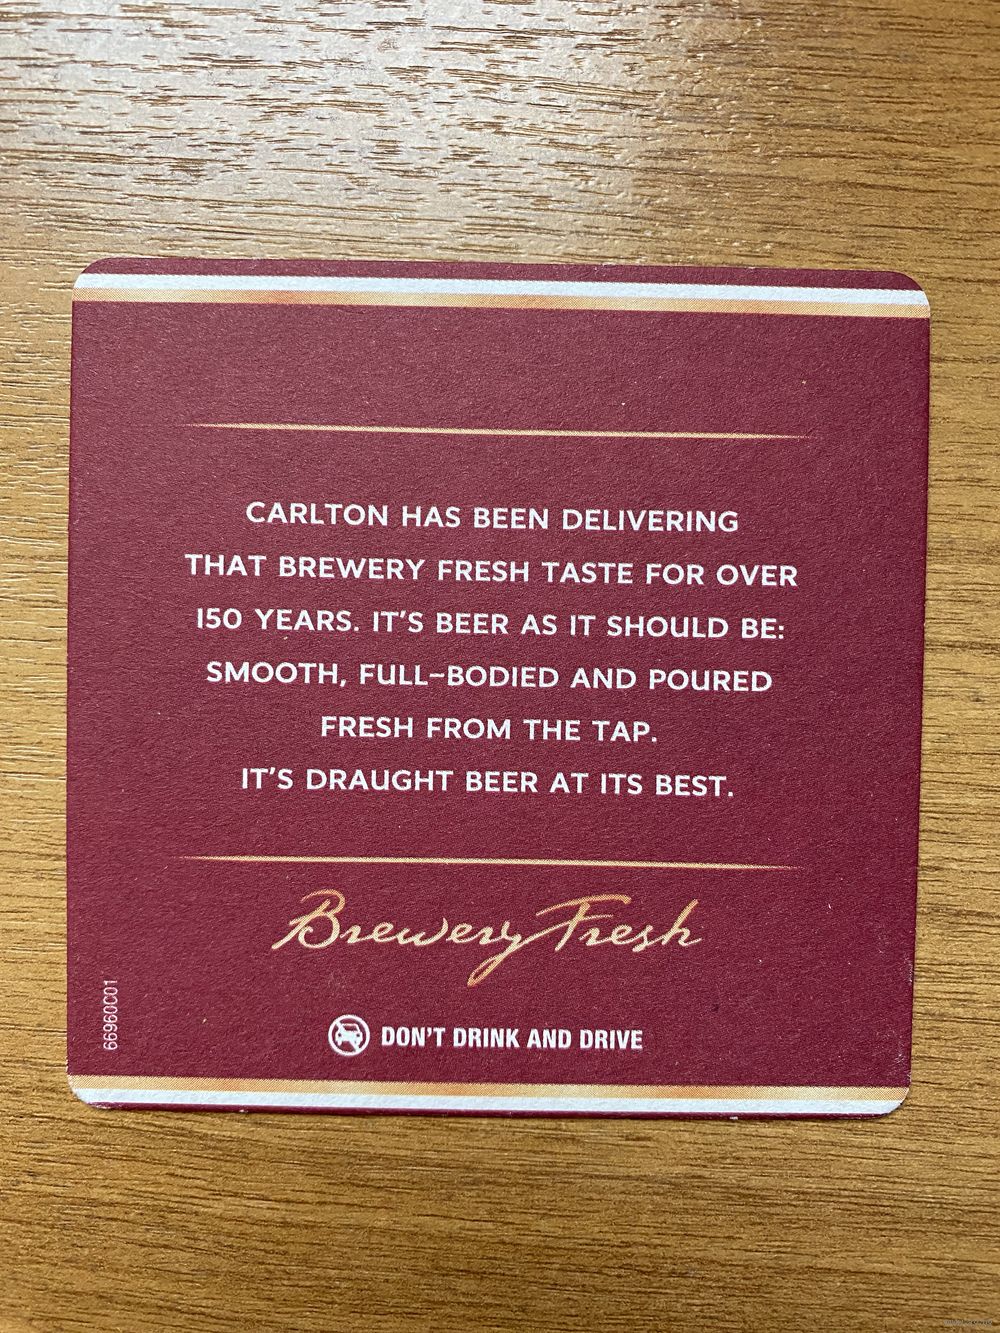 CARLTON HAS BEEN DELIVERING
THAT BREWERY FRESH TASTE FOR OVER
150 YEARS. IT'S BEER AS IT SHOULD BE:
SMOOTH, FULL-BODIED AND POURED
FRESH FROM THE TAP.
IT'S DRAUGHT BEER AT ITS BEST.
Brewery Fresh
66960C01
DON'T DRINK AND DRIVE